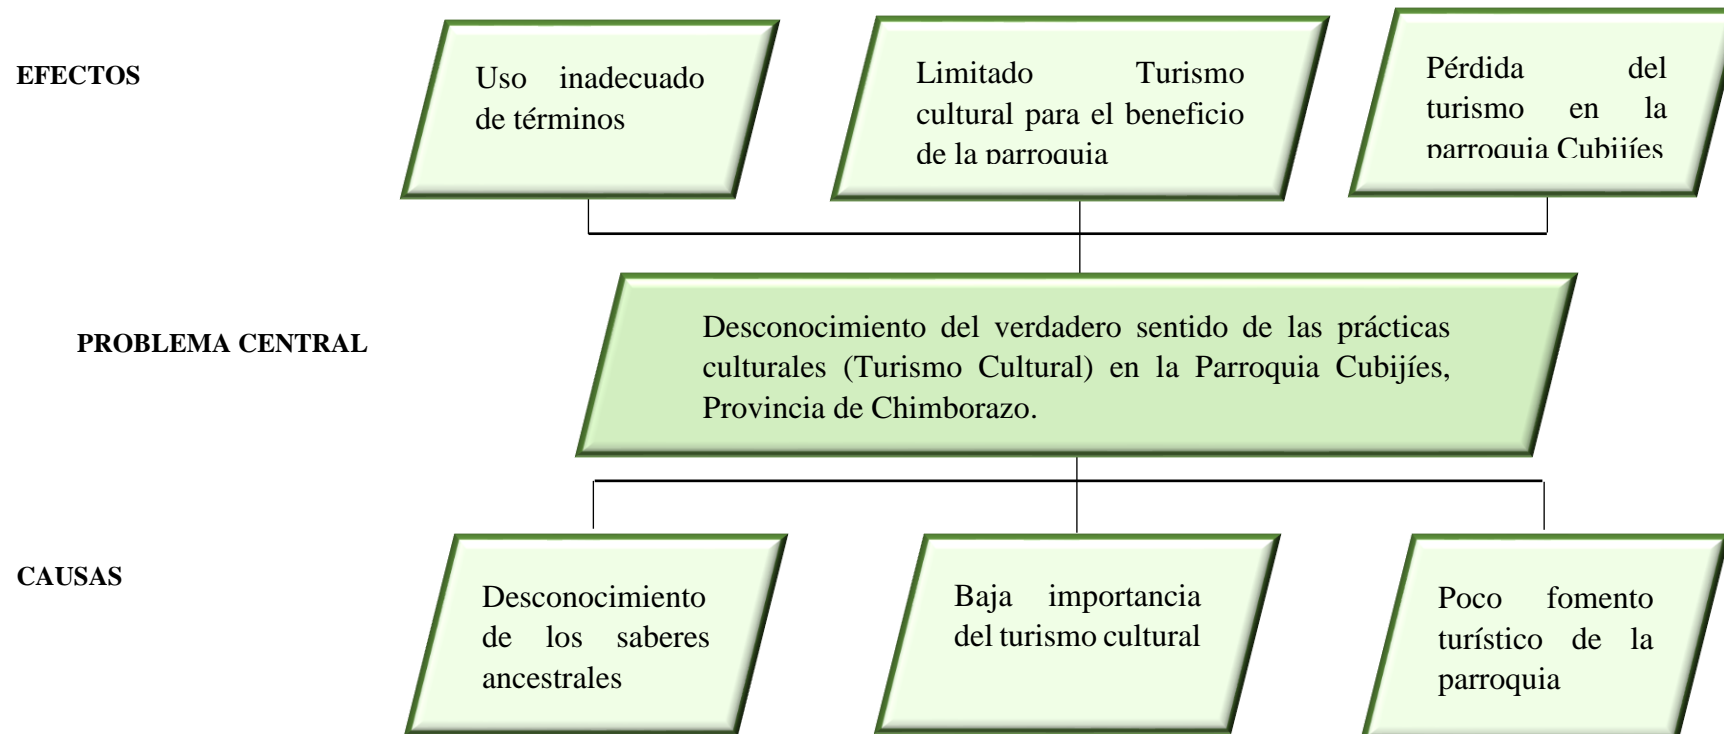 EFECTOS
Uso inadecuado
de términos
Limitado Turismo
cultural para el beneficio
de la parroquia
Pérdida del
turismo en la
parroquia Cubijíes
PROBLEMA CENTRAL
Desconocimiento del verdadero sentido de las prácticas
culturales (Turismo Cultural) en la Parroquia Cubijíes,
Provincia de Chimborazo.
CAUSAS
Desconocimiento
de los saberes
ancestrales
Baja importancia
del turismo cultural
Poco fomento
turístico de la
parroquia